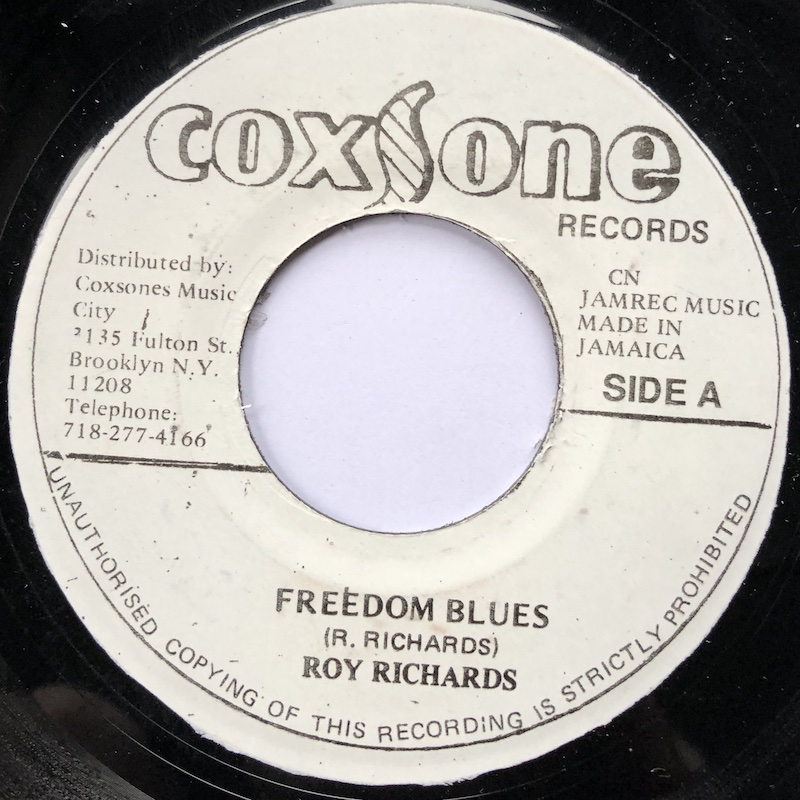 coxsone
RECORDS
Distributed by:
Coxsones Music
City
2135 Fulton St.
Brooklyn N.Y.
11208
Telephone:
718-277-4166
CN
JAMREC MUSIC
MADE IN
JAMAICA
SIDE A
FREEDOM BLUES
(R. RICHARDS)
ROY RICHARDS
UNAUTHORISED COPYING OF THIS RECORDING IS STRICTLY PROHIBITED